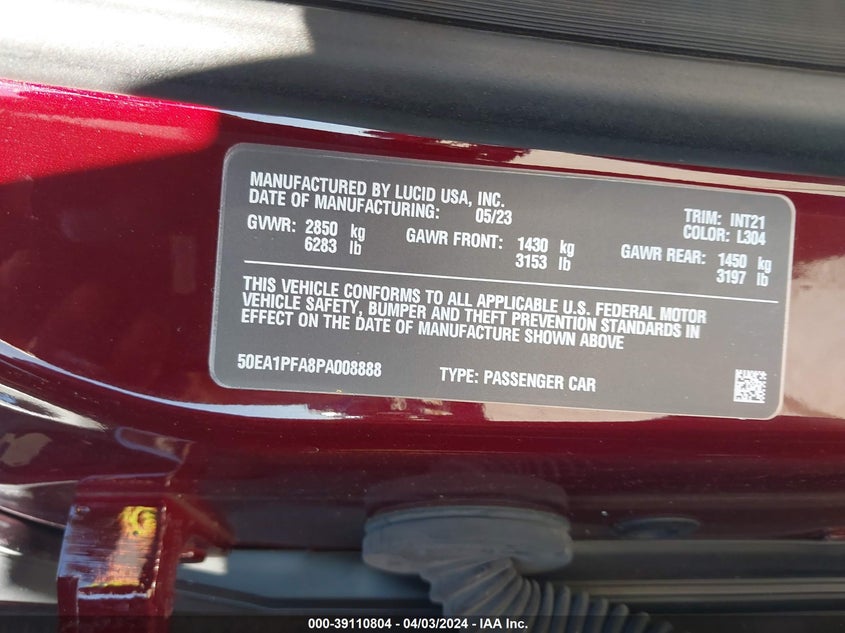 MANUFACTURED BY LUCID USA, INC.
DATE OF MANUFACTURING: 05/23
TRIM: INT21
COLOR: L304
GVWR: 2850 kg
6283 lb
GAWR FRONT: 1430 kg
3153 lb
GAWR REAR: 1450 kg
3197 lb
THIS VEHICLE CONFORMS TO ALL APPLICABLE U.S. FEDERAL MOTOR
VEHICLE SAFETY, BUMPER AND THEFT PREVENTION STANDARDS IN
EFFECT ON THE DATE OF MANUFACTURE SHOWN ABOVE
50EA1PFA8PA008888
TYPE: PASSENGER CAR
000-39110804 - 04/03/2024 - IAA Inc.